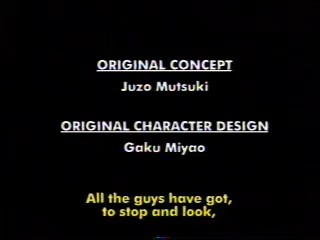 ORIGINAL CONCEPT
Juzo Mutsuki
ORIGINAL CHARACTER DESIGN
Gaku Miyao
All the guys have got,
to stop and look,